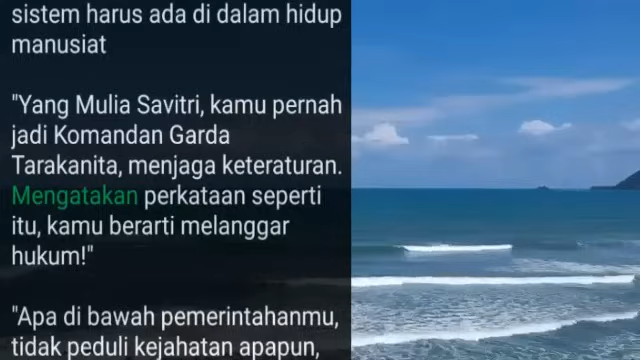 sistem harus ada di dalam hidup
manusiat
"Yang Mulia Savitri, kamu pernah
jadi Komandan Garda
Tarakanita, menjaga keteraturan.
Mengatakan perkataan seperti
itu, kamu berarti melanggar
hukum!"
"Apa di bawah pemerintahanmu,
tidak peduli kejahatan apapun,